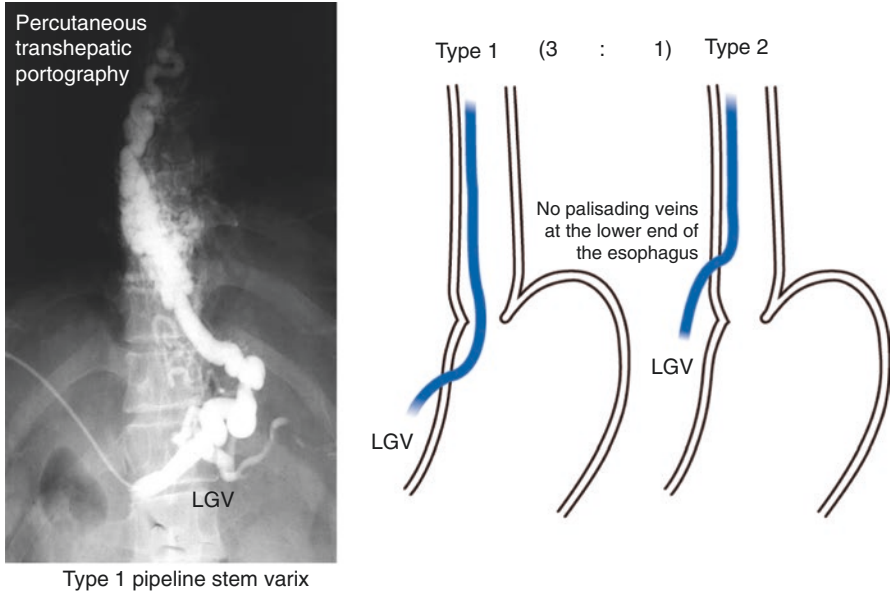 Percutaneous
transhepatic
portography
LGV
Type 1 pipeline stem varix
Type 1 (3 : 1) Type 2
No palisading veins
at the lower end of
the esophagus
LGV
LGV